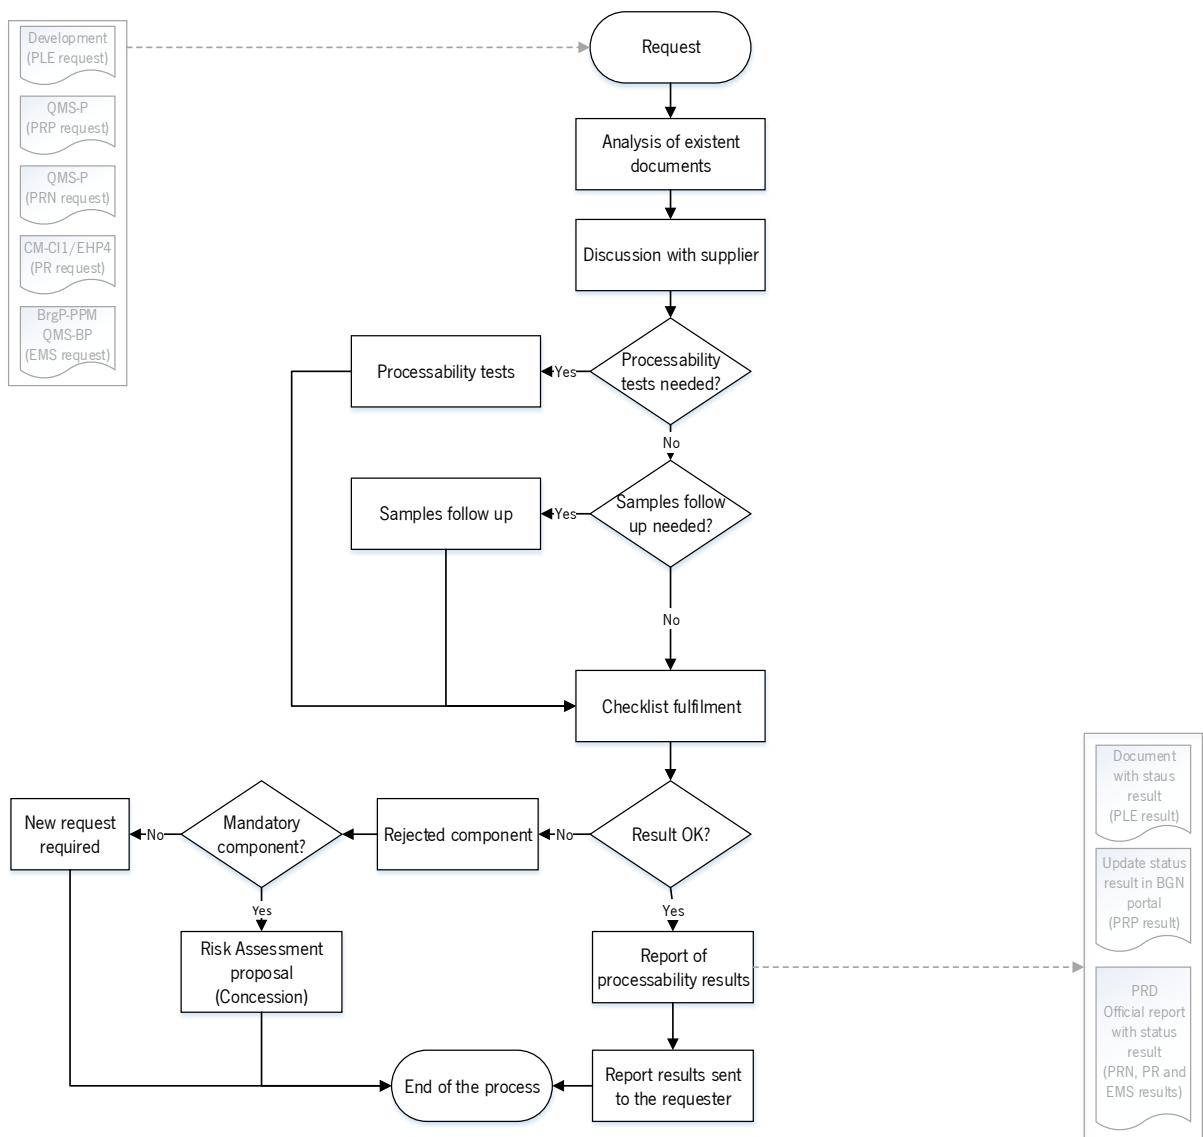 Development
(PLE request)
QMS-P
(PRP request)
QMS-P
(PRN request)
CM-CI1/EHP4
(PR request)
BrgP-PPM
QMS-BP
(EMS request)
Request
Analysis of existent
documents
Discussion with supplier
Processability
tests needed?
Yes
Processability tests
No
Samples follow
up needed?
Yes
Samples follow up
No
Checklist fulfilment
Result OK?
No
Rejected component
Mandatory
component?
No
New request
required
Yes
Risk Assessment
proposal
(Concession)
Yes
Report of
processability results
Report results sent
to the requester
End of the process
Document
with staus
result
(PLE result)
Update status
result in BGN
portal
(PRP result)
PRD
Official report
with status
result
(PRN, PR and
EMS results)